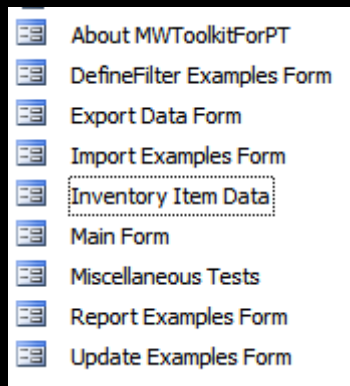 About MWToolkitForPT
DefineFilter Examples Form
Export Data Form
Import Examples Form
Inventory Item Data
Main Form
Miscellaneous Tests
Report Examples Form
Update Examples Form